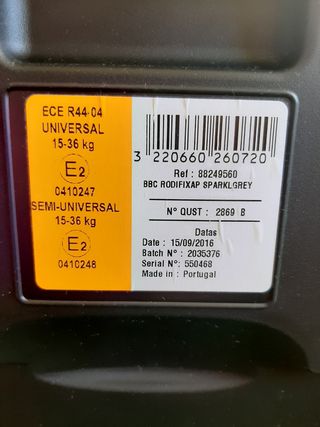 ECE R44-04
UNIVERSAL
15-36 kg
E2
0410247
SEMI-UNIVERSAL
15-36 kg
E2
0410248
3 220660 260720
Ref : 88249560
BBC RODIFIXAP SPARKLGREY
N° QUST : 2869 B
Datas
Date : 15/09/2016
Batch N° : 2035376
Serial N°: 550468
Made in : Portugal